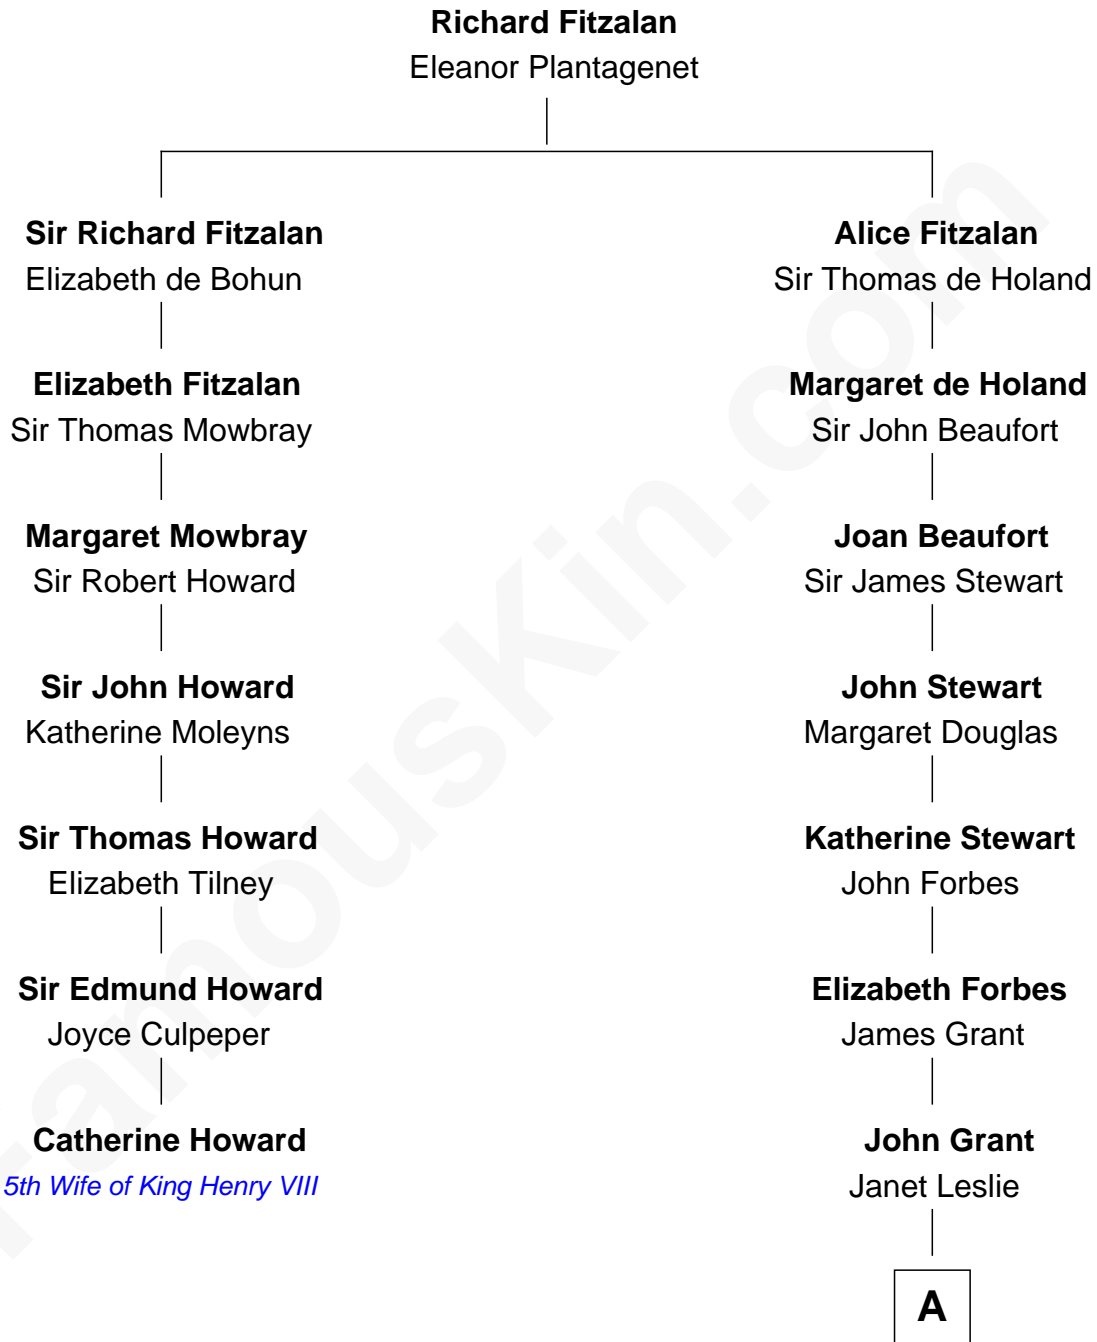 Richard Fitzalan
Eleanor Plantagenet
Sir Richard Fitzalan
Elizabeth de Bohun
Elizabeth Fitzalan
Sir Thomas Mowbray
Margaret Mowbray
Sir Robert Howard
Sir John Howard
Katherine Moleyns
Sir Thomas Howard
Elizabeth Tilney
Sir Edmund Howard
Joyce Culpeper
Catherine Howard
5th Wife of King Henry VIII
Alice Fitzalan
Sir Thomas de Holand
Margaret de Holand
Sir John Beaufort
Joan Beaufort
Sir James Stewart
John Stewart
Margaret Douglas
Katherine Stewart
John Forbes
Elizabeth Forbes
James Grant
John Grant
Janet Leslie
A
FamousKin.com